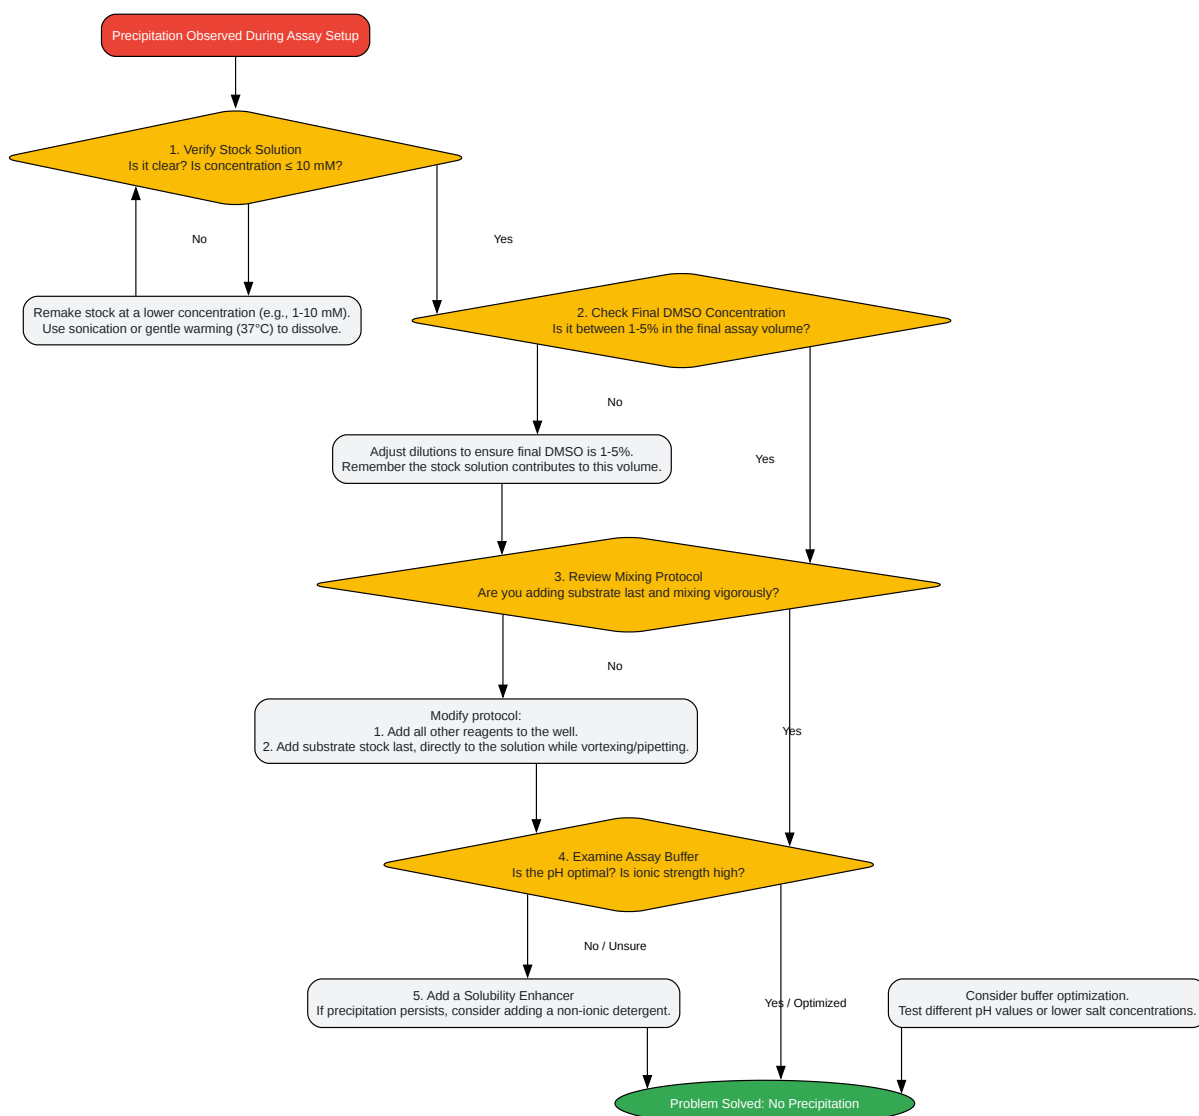 Precipitation Observed During Assay Setup
1. Verify Stock Solution
Is it clear? Is concentration ≤ 10 mM?
No
Yes
Remake stock at a lower concentration (e.g., 1-10 mM).
Use sonication or gentle warming (37°C) to dissolve.
2. Check Final DMSO Concentration
Is it between 1-5% in the final assay volume?
No
Yes
Adjust dilutions to ensure final DMSO is 1-5%.
Remember the stock solution contributes to this volume.
3. Review Mixing Protocol
Are you adding substrate last and mixing vigorously?
No
Yes
Modify protocol:
1. Add all other reagents to the well.
2. Add substrate stock last, directly to the solution while vortexing/pipetting.
4. Examine Assay Buffer
Is the pH optimal? Is ionic strength high?
No / Unsure
Yes / Optimized
5. Add a Solubility Enhancer
If precipitation persists, consider adding a non-ionic detergent.
Consider buffer optimization.
Test different pH values or lower salt concentrations.
Problem Solved: No Precipitation